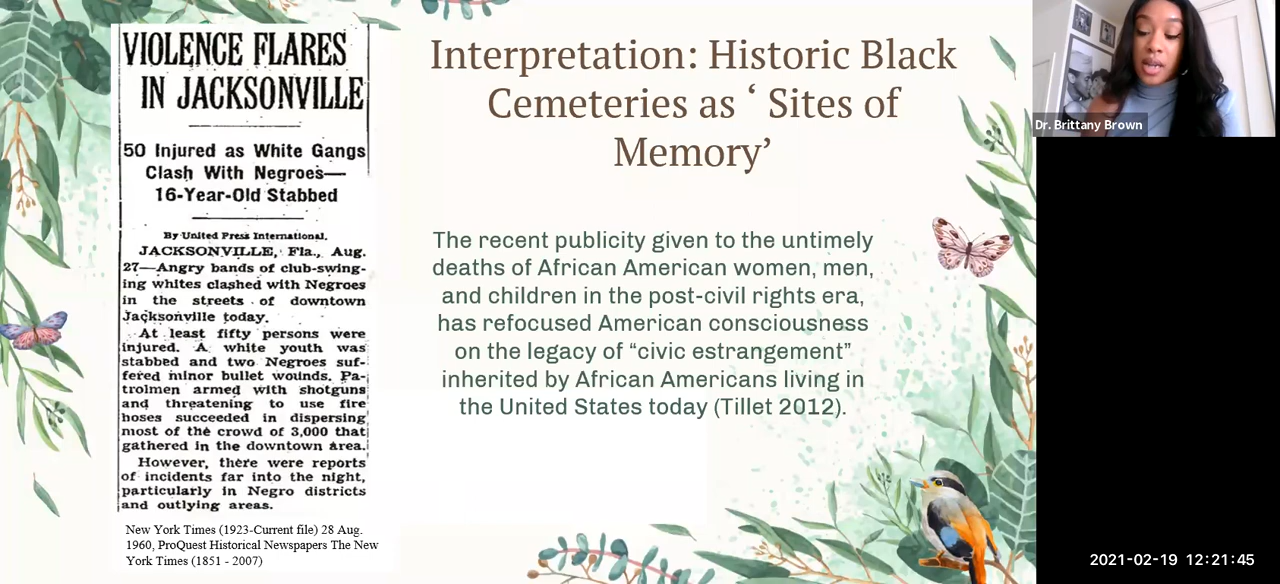 VIOLENCE FLARES
IN JACKSONVILLE
50 Injured as White Gangs
Clash With Negroes—
16-Year-Old Stabbed
By United Press International.
JACKSONVILLE, Fla., Aug.
27—Angry bands of club-swing-
ing whites clashed with Negroes
in the streets of downtown
Jacksonville today.
At least fifty persons were
injured. A white youth was
stabbed and two Negroes suf-
fered minor bullet wounds. Pa-
trolmen armed with shotguns
and threatening to use fire
hoses succeeded in dispersing
most of the crowd of 3,000 that
gathered in the downtown area.
However, there were reports
of incidents far into the night,
particularly in Negro districts
and outlying areas.
New York Times (1923-Current file) 28 Aug.
1960, ProQuest Historical Newspapers The New
York Times (1851 - 2007)
Interpretation: Historic Black
Cemeteries as ‘ Sites of
Memory’
The recent publicity given to the untimely
deaths of African American women, men,
and children in the post-civil rights era,
has refocused American consciousness
on the legacy of “civic estrangement”
inherited by African Americans living in
the United States today (Tillet 2012).
Dr. Brittany Brown
2021-02-19 12:21:45